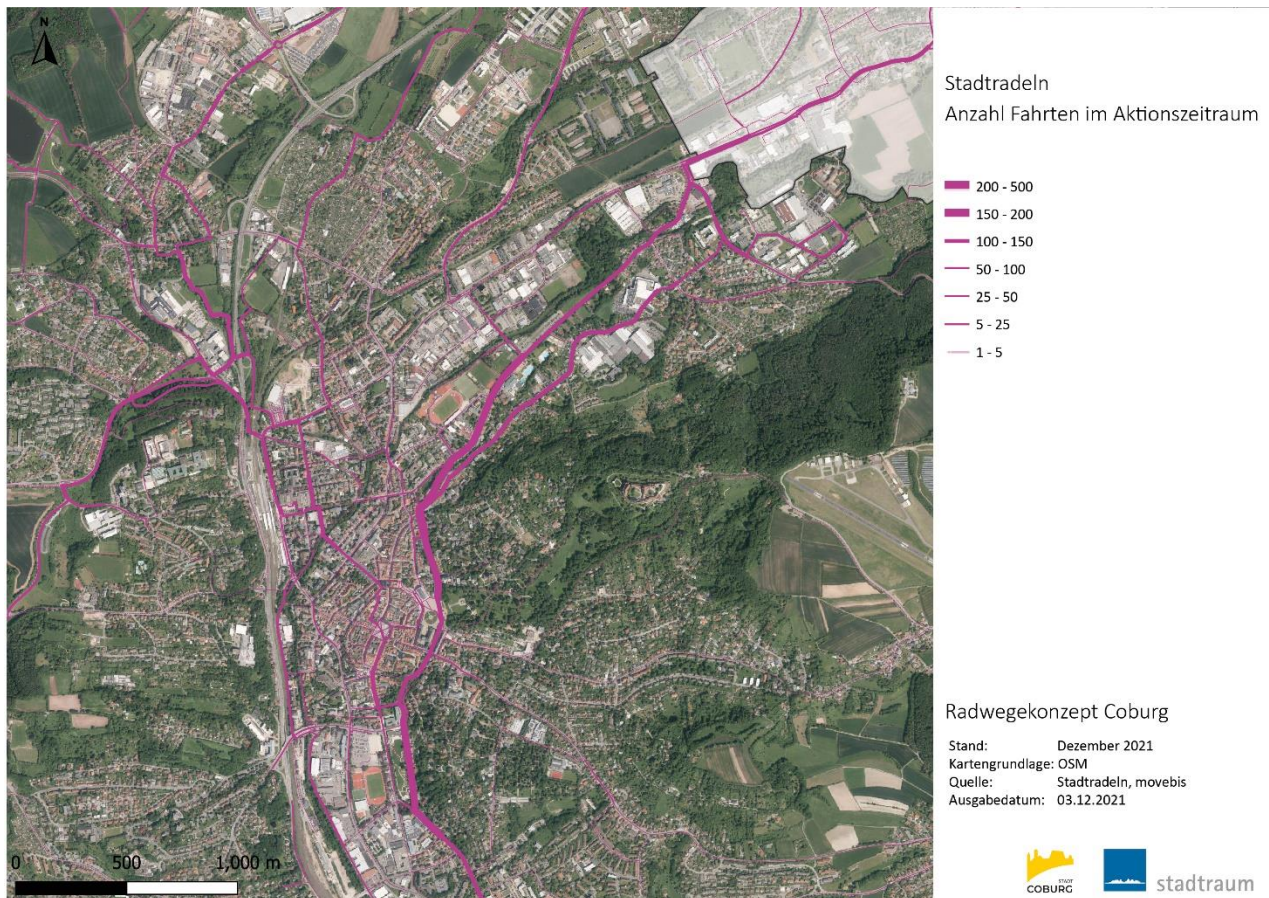 N
Stadtradeln
Anzahl Fahrten im Aktionszeitraum
200 - 500
150 - 200
100 - 150
50 - 100
25 - 50
5 - 25
1 - 5
Radwegekonzept Coburg
Stand: Dezember 2021
Kartengrundlage: OSM
Quelle: Stadtradeln, movebis
Ausgabedatum: 03.12.2021
0 500 1,000 m
STADT
COBURG
stadtraum